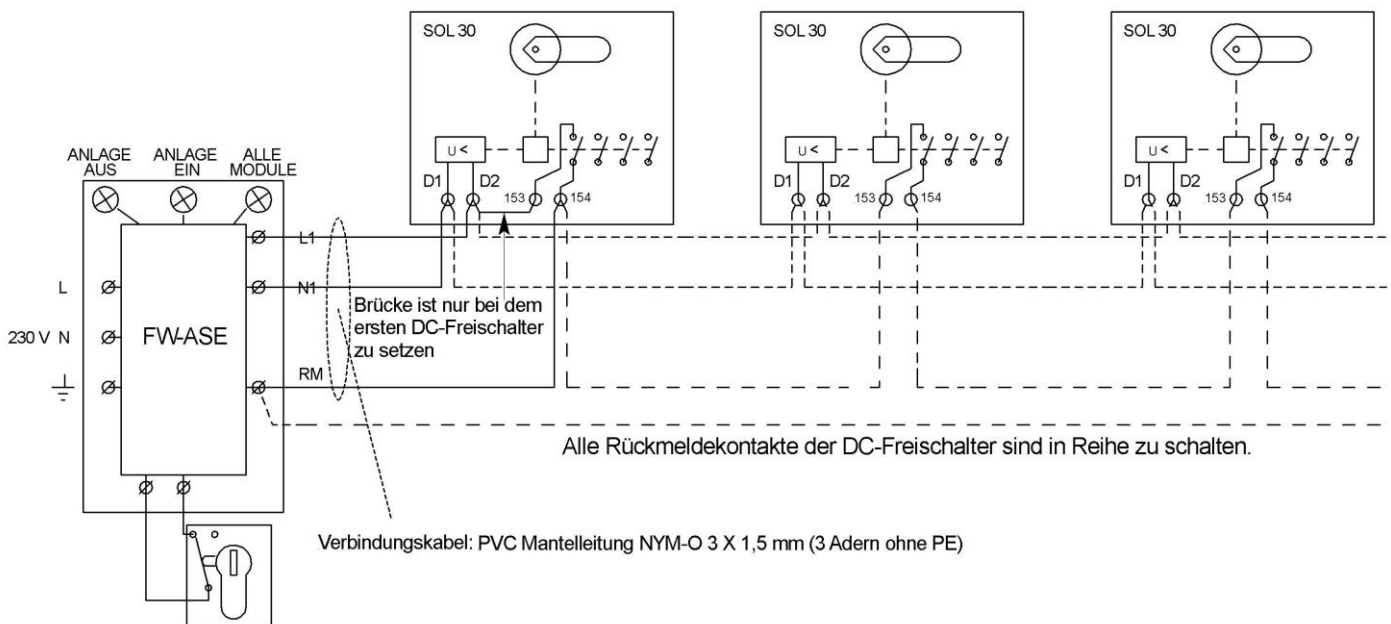 SOL 30
SOL 30
SOL 30
U <
U <
U <
ANLAGE
AUS
ANLAGE
EIN
ALLE
MODULE
D1
D2
153
154
D1
D2
153
154
D1
D2
153
154
L1
L
N1
230 V N
FW-ASE
RM
Brücke ist nur bei dem
ersten DC-Freischalter
zu setzen
Alle Rückmeldekontakte der DC-Freischalter sind in Reihe zu schalten.
Verbindungskabel: PVC Mantelleitung NYM-O 3 X 1,5 mm (3 Adern ohne PE)